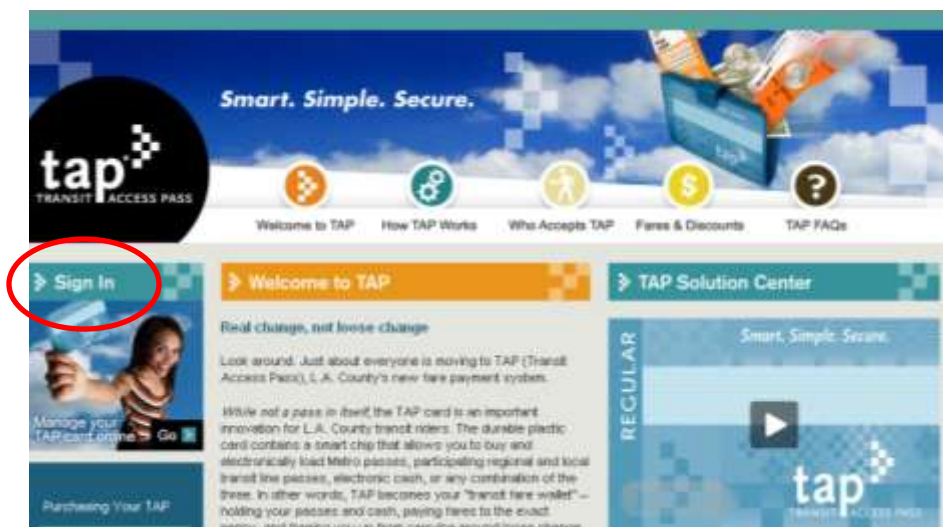 Smart. Simple. Secure.
tap
TRANSIT ACCESS PASS
Welcome to TAP
How TAP Works
Who Accepts TAP
Fares & Discounts
TAP FAQs
Sign In
Manage your
TAP card online
Go
Purchasing Your TAP
Welcome to TAP
Real change, not loose change
Look around. Just about everyone is moving to TAP (Transit
Access Pass), L.A. County's new fare payment system.
While not a pass in itself, the TAP card is an important
innovation for L.A. County transit riders. The durable plastic
card contains a smart chip that allows you to buy and
electronically load Metro passes, participating regional and local
transit line passes, electronic cash, or any combination of the
three. In other words, TAP becomes your "transit fare wallet" –
holding your passes and cash, paying fares to the exact
TAP Solution Center
REGULAR
Smart. Simple. Secure.
tap
TRANSIT ACCESS PASS